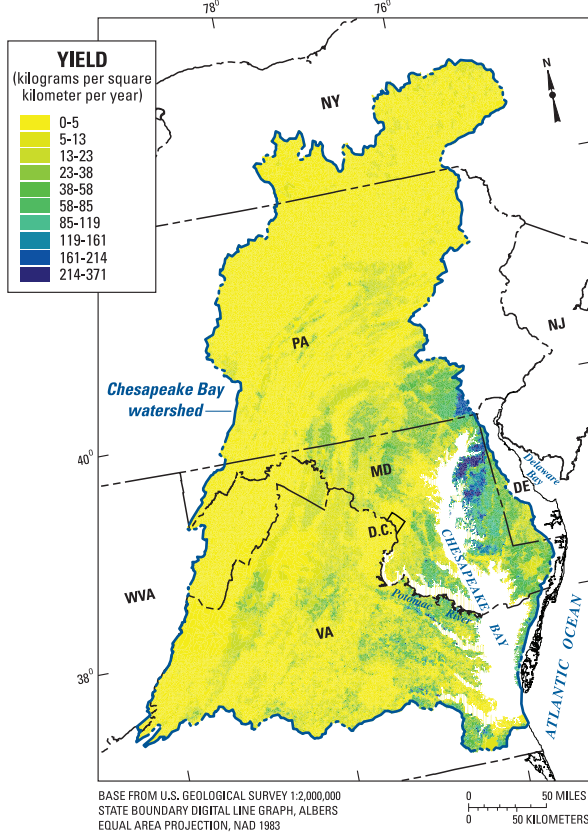 78°
76°
YIELD
(kilograms per square
kilometer per year)
0-5
5-13
13-23
23-38
38-58
58-85
85-119
119-161
161-214
214-371
N
NY
NJ
PA
Chesapeake Bay
watershed
40°
MD
DE
Delaware
Bay
D.C.
CHESAPEAKE BAY
WVA
Potomac River
VA
38°
ATLANTIC OCEAN
BASE FROM U.S. GEOLOGICAL SURVEY 1:2,000,000
STATE BOUNDARY DIGITAL LINE GRAPH, ALBERS
EQUAL AREA PROJECTION, NAD 1983
0 50 MILES
0 50 KILOMETERS